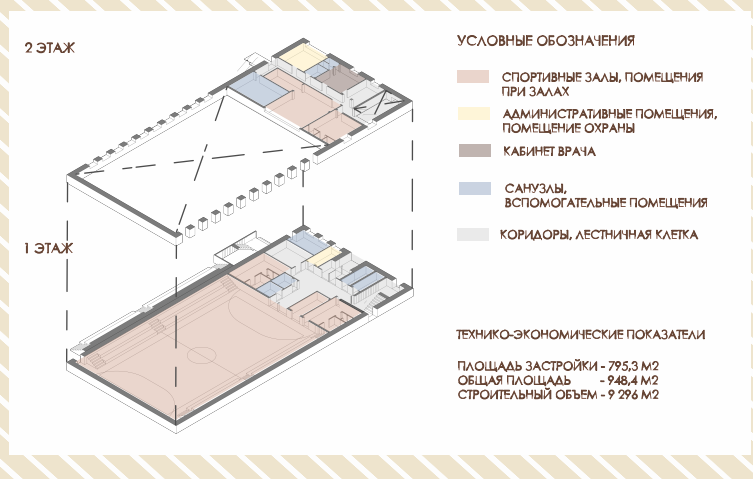 2 ЭТАЖ
1 ЭТАЖ
УСЛОВНЫЕ ОБОЗНАЧЕНИЯ
СПОРТИВНЫЕ ЗАЛЫ, ПОМЕЩЕНИЯ
ПРИ ЗАЛАХ
АДМИНИСТРАТИВНЫЕ ПОМЕЩЕНИЯ,
ПОМЕЩЕНИЕ ОХРАНЫ
КАБИНЕТ ВРАЧА
САНУЗЛЫ,
ВСПОМОГАТЕЛЬНЫЕ ПОМЕЩЕНИЯ
КОРИДОРЫ, ЛЕСТНИЧНАЯ КЛЕТКА
ТЕХНИКО-ЭКОНОМИЧЕСКИЕ ПОКАЗАТЕЛИ
ПЛОЩАДЬ ЗАСТРОЙКИ - 795,3 М2
ОБЩАЯ ПЛОЩАДЬ - 948,4 М2
СТРОИТЕЛЬНЫЙ ОБЪЕМ - 9 296 М2